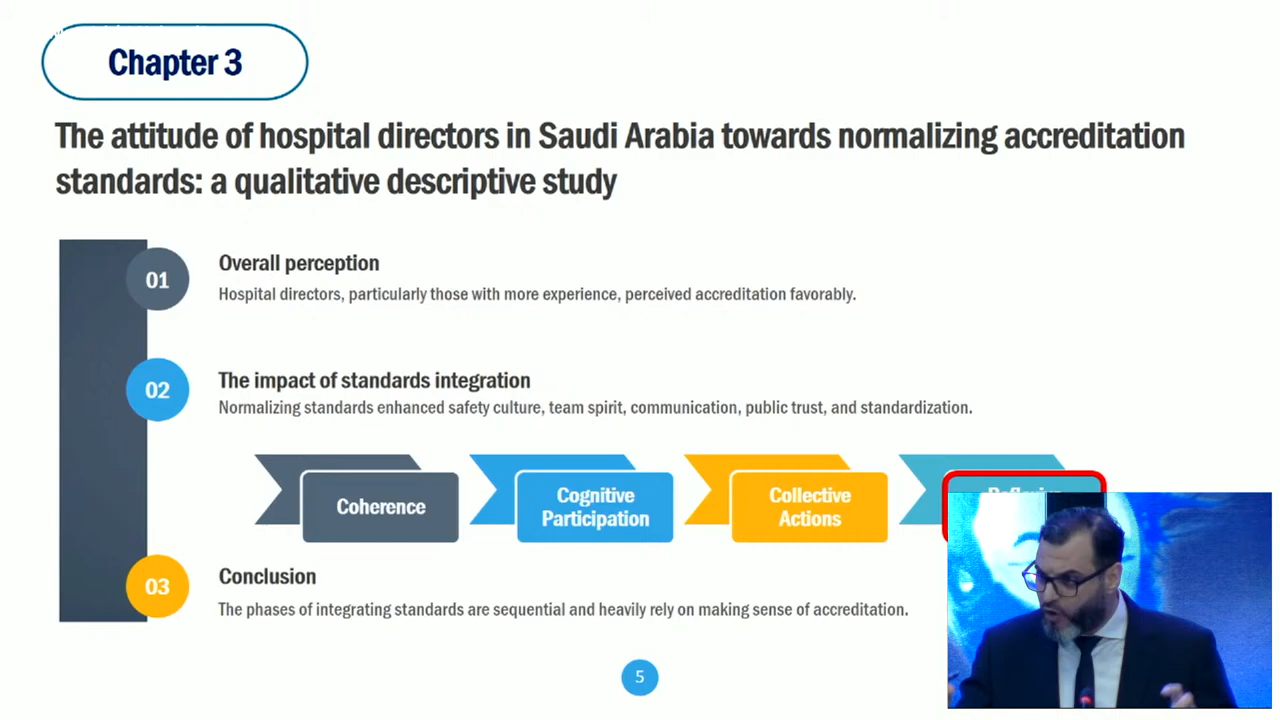 Chapter 3
The attitude of hospital directors in Saudi Arabia towards normalizing accreditation
standards: a qualitative descriptive study
01
Overall perception
Hospital directors, particularly those with more experience, perceived accreditation favorably.
02
The impact of standards integration
Normalizing standards enhanced safety culture, team spirit, communication, public trust, and standardization.
Coherence
Cognitive
Participation
Collective
Actions
03
Conclusion
The phases of integrating standards are sequential and heavily rely on making sense of accreditation.
5